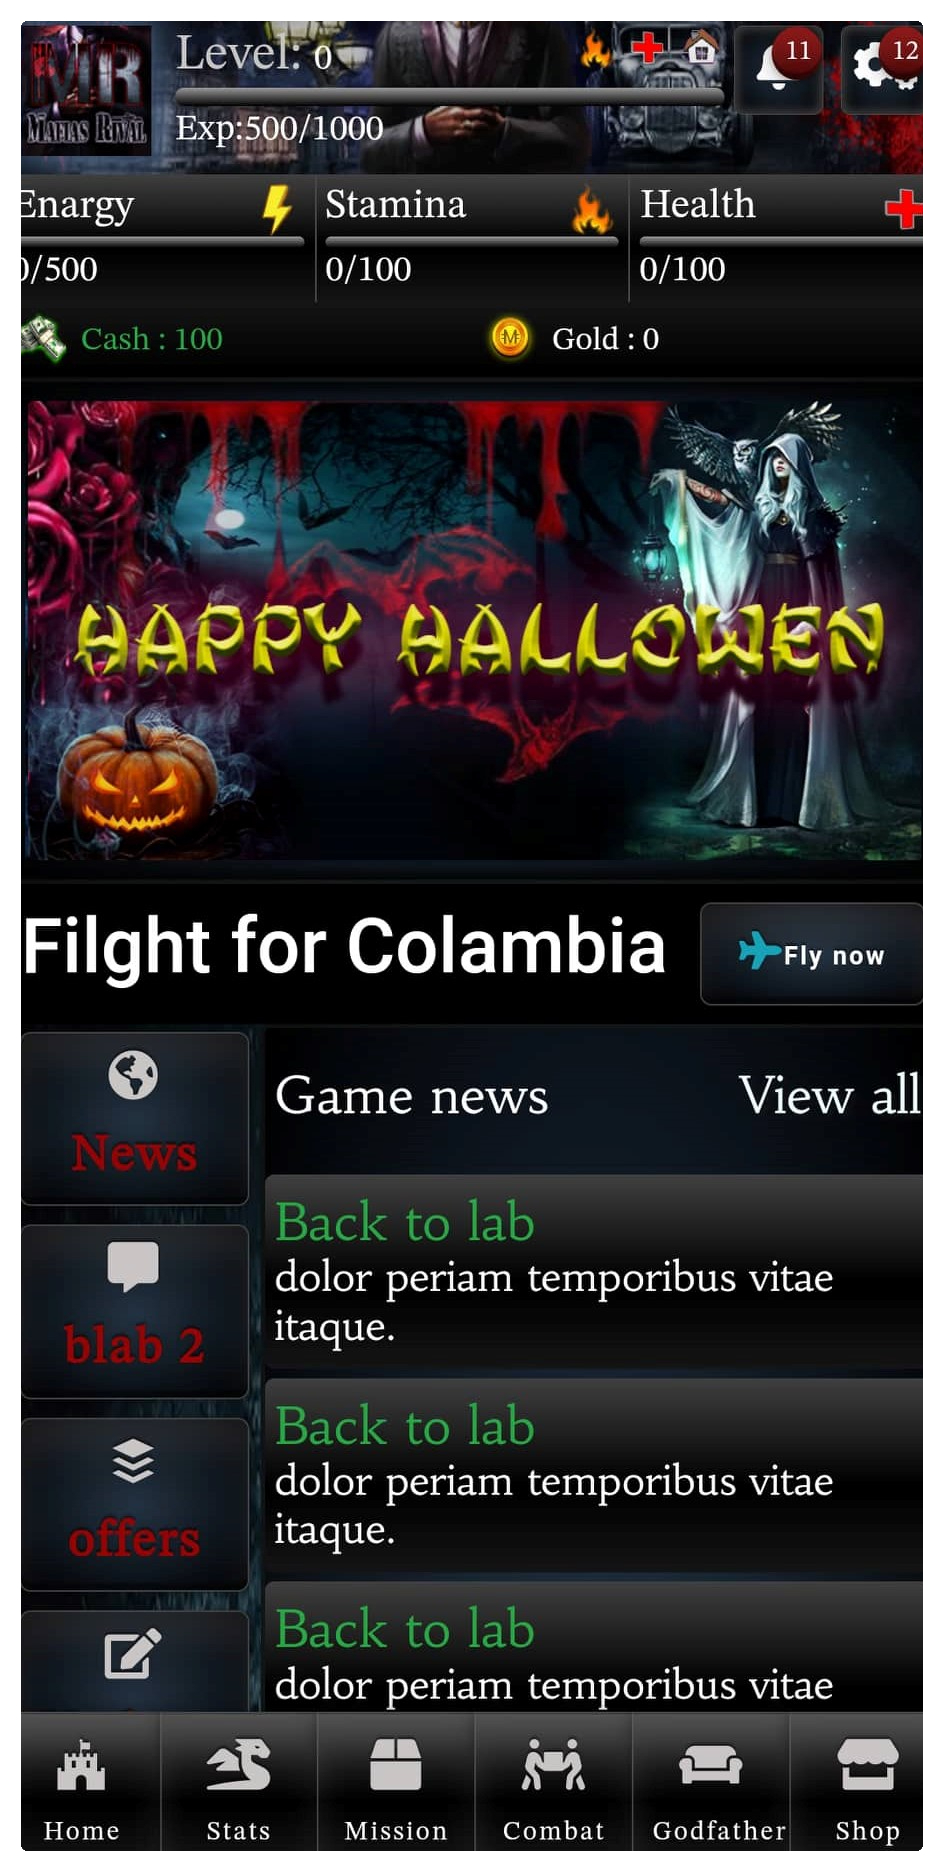 MR
MAFIAS RIVAL
Level: 0
Exp:500/1000
11
12
Enargy
Stamina
Health
0/500
0/100
0/100
Cash : 100
M
Gold : 0
HAPPY HALLOWEN
Filght for Colambia
Fly now
News
Game news
View all
Back to lab
dolor periam temporibus vitae
itaque.
blab 2
Back to lab
dolor periam temporibus vitae
itaque.
offers
Back to lab
dolor periam temporibus vitae
Home
Stats
Mission
Combat
Godfather
Shop